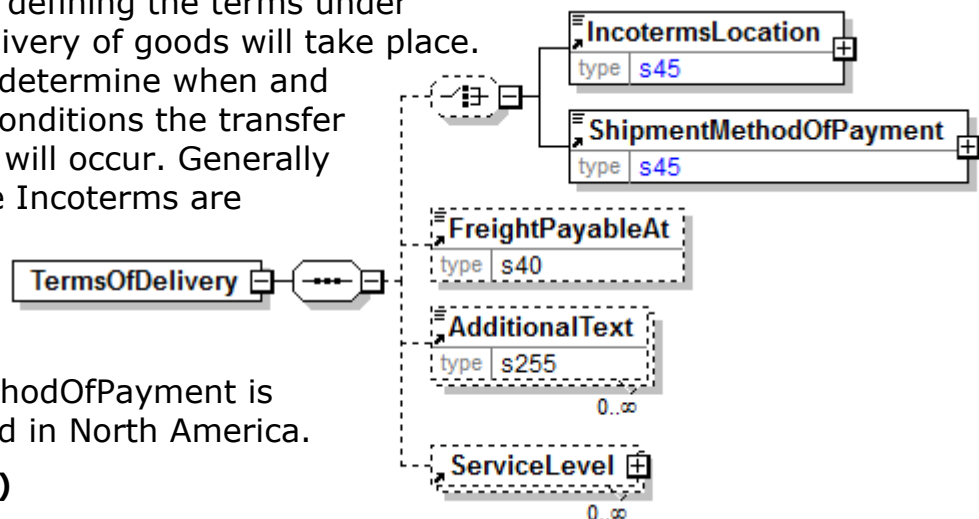 defining the terms under
livery of goods will take place.
determine when and
onditions the transfer
will occur. Generally
e Incoterms are
hodOfPayment is
d in North America.
)
TermsOfDelivery
IncotermsLocation
type s45
ShipmentMethodOfPayment
type s45
FreightPayableAt
type s40
AdditionalText
type s255
0..∞
ServiceLevel
0..∞